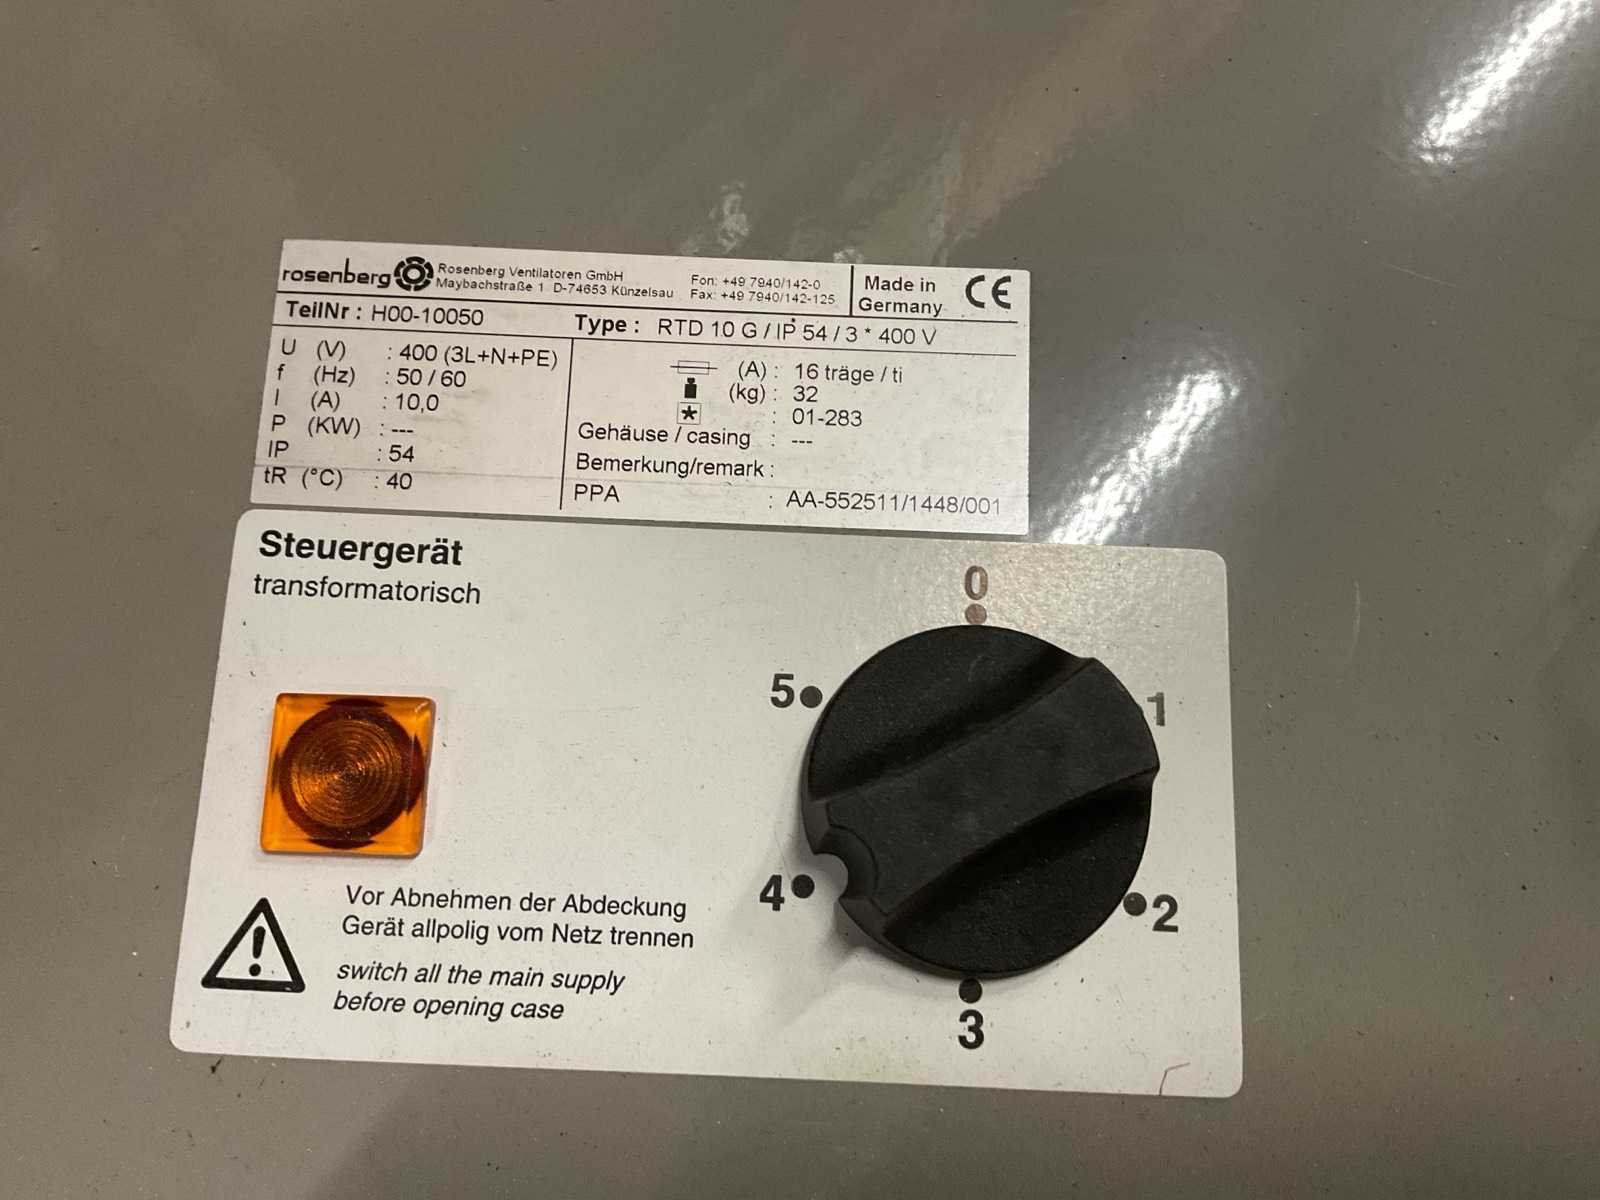 rosenberg
Rosenberg Ventilatoren GmbH
Maybachstraße 1 D-74653 Künzelsau
Fon: +49 7940/142-0
Fax: +49 7940/142-125
Made in
Germany
CE
TeilNr : H00-10050
Type : RTD 10 G / IP 54 / 3 * 400 V
U (V) : 400 (3L+N+PE)
f (Hz) : 50 / 60
I (A) : 10,0
P (KW) : ---
IP : 54
tR (°C) : 40
(A) : 16 träge / ti
(kg) : 32
: 01-283
Gehäuse / casing : ---
Bemerkung/remark :
PPA : AA-552511/1448/001
Steuergerät
transformatorisch
0
1
2
3
4
5
Vor Abnehmen der Abdeckung
Gerät allpolig vom Netz trennen
switch all the main supply
before opening case